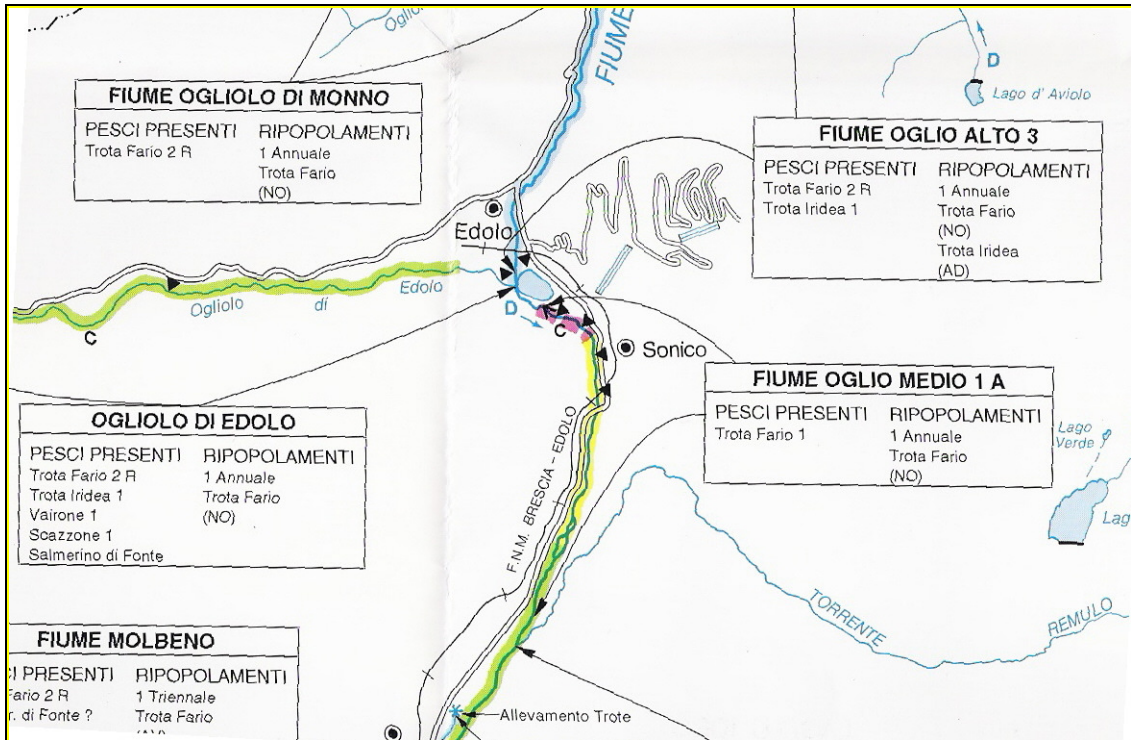 Ogliolo
FIUME
FIUME OGLIOLO DI MONNO
PESCI PRESENTI RIPOPOLAMENTI
Trota Fario 2 R 1 Annuale
Trota Fario
(NO)
D
Lago d' Aviolo
FIUME OGLIO ALTO 3
PESCI PRESENTI RIPOPOLAMENTI
Trota Fario 2 R 1 Annuale
Trota Iridea 1 Trota Fario
(NO)
Trota Iridea
(AD)
Edolo
Ogliolo di Edolo
C
D
C
Sonico
FIUME OGLIO MEDIO 1 A
PESCI PRESENTI RIPOPOLAMENTI
Trota Fario 1 1 Annuale
Trota Fario
(NO)
OGLIOLO DI EDOLO
PESCI PRESENTI RIPOPOLAMENTI
Trota Fario 2 R 1 Annuale
Trota Iridea 1 Trota Fario
Vairone 1 (NO)
Scazzone 1
Salmerino di Fonte
F.N.M. BRESCIA - EDOLO
Lago
Verde
Lag
TORRENTE REMULO
FIUME MOLBENO
CI PRESENTI RIPOPOLAMENTI
Fario 2 R 1 Triennale
r. di Fonte ? Trota Fario
Allevamento Trote